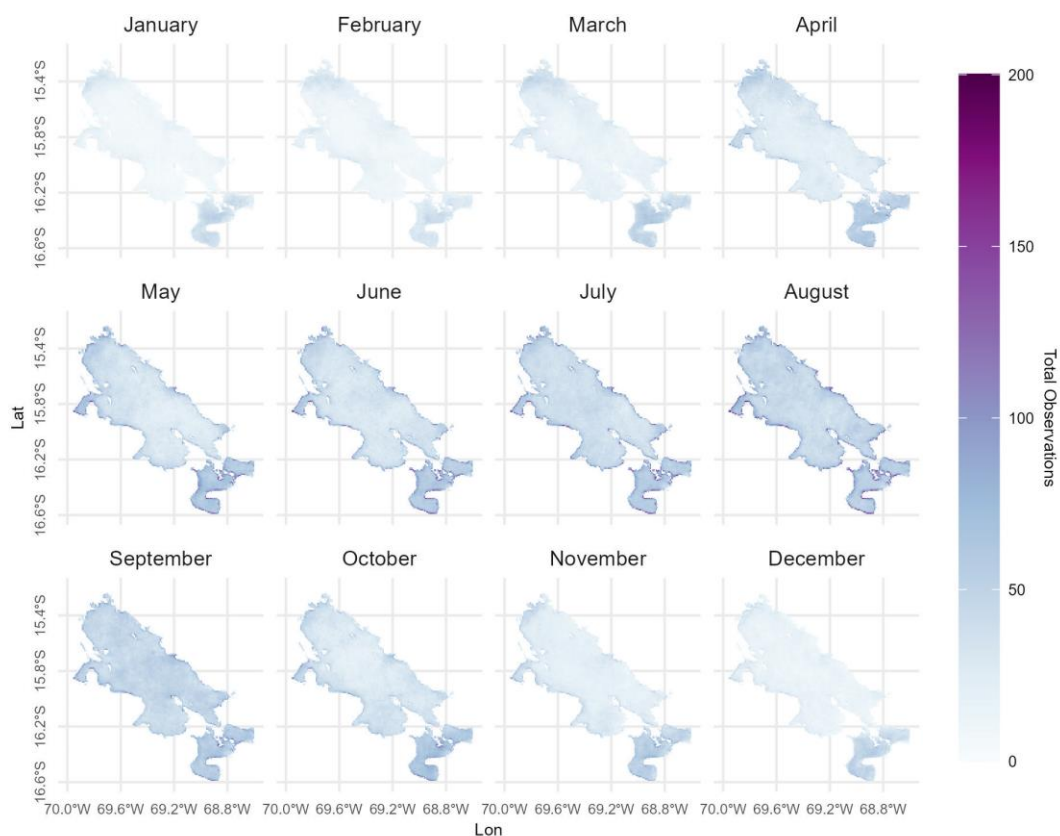 January February March April
15.4°S
15.8°S
16.2°S
16.6°S
May June July August
15.4°S
15.8°S
16.2°S
16.6°S
September October November December
15.4°S
15.8°S
16.2°S
16.6°S
70.0°W 69.6°W 69.2°W 68.8°W 70.0°W 69.6°W 69.2°W 68.8°W 70.0°W 69.6°W 69.2°W 68.8°W 70.0°W 69.6°W 69.2°W 68.8°W
Lon
Lat
200
150
100
50
0
Total Observations